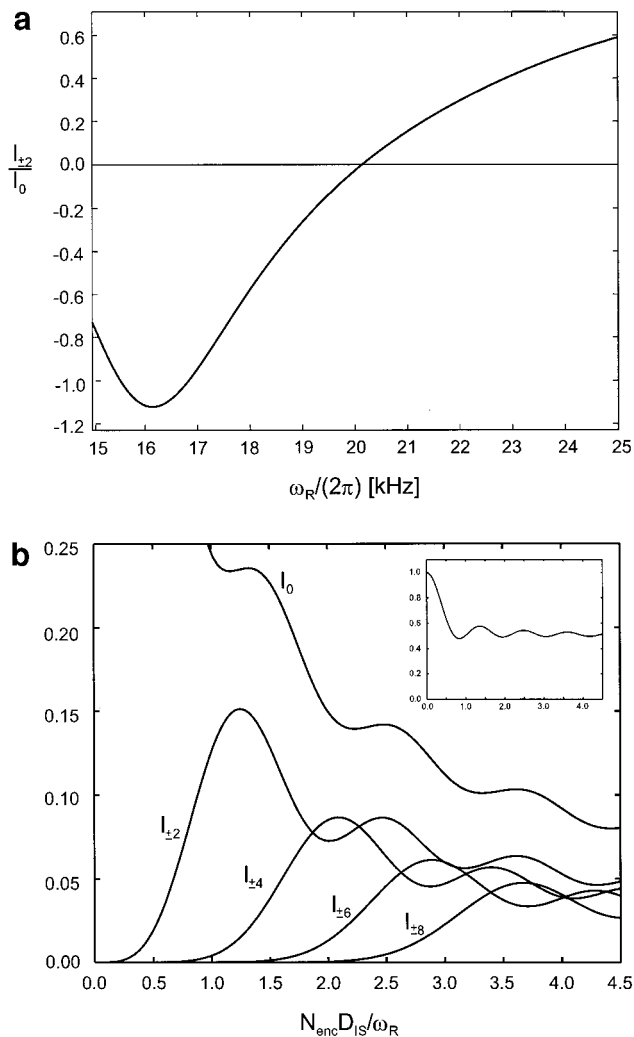 a
0.6
0.4
0.2
0.0
-0.2
-0.4
-0.6
-0.8
-1.0
-1.2
I±2
I0
15 16 17 18 19 20 21 22 23 24 25
ωR/(2π) [kHz]
b
0.25
0.20
0.15
0.10
0.05
0.00
I0
I±2
I±4
I±6
I±8
1.0
0.8
0.6
0.4
0.2
0.0
0.0 1.0 2.0 3.0 4.0
0.0 0.5 1.0 1.5 2.0 2.5 3.0 3.5 4.0 4.5
NencDIS/ωR